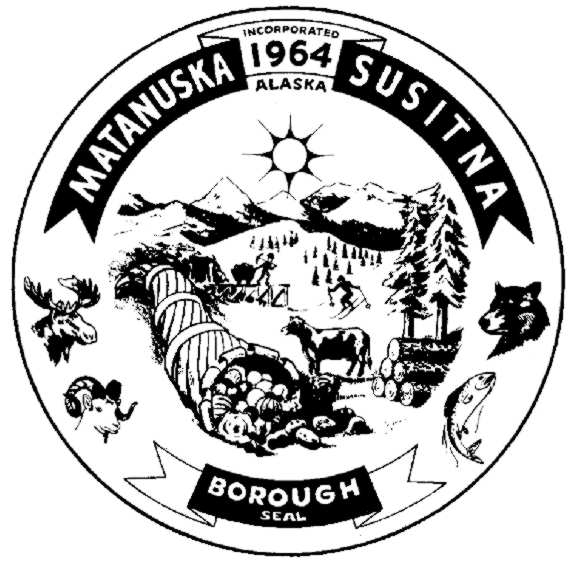 INCORPORATED
1964
ALASKA
MATANUSKA SUSITNA
BOROUGH
SEAL